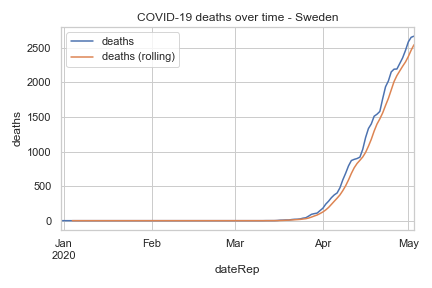 COVID-19 deaths over time - Sweden
deaths
deaths (rolling)
deaths
2500
2000
1500
1000
500
0
Jan
2020
Feb
Mar
Apr
May
dateRep